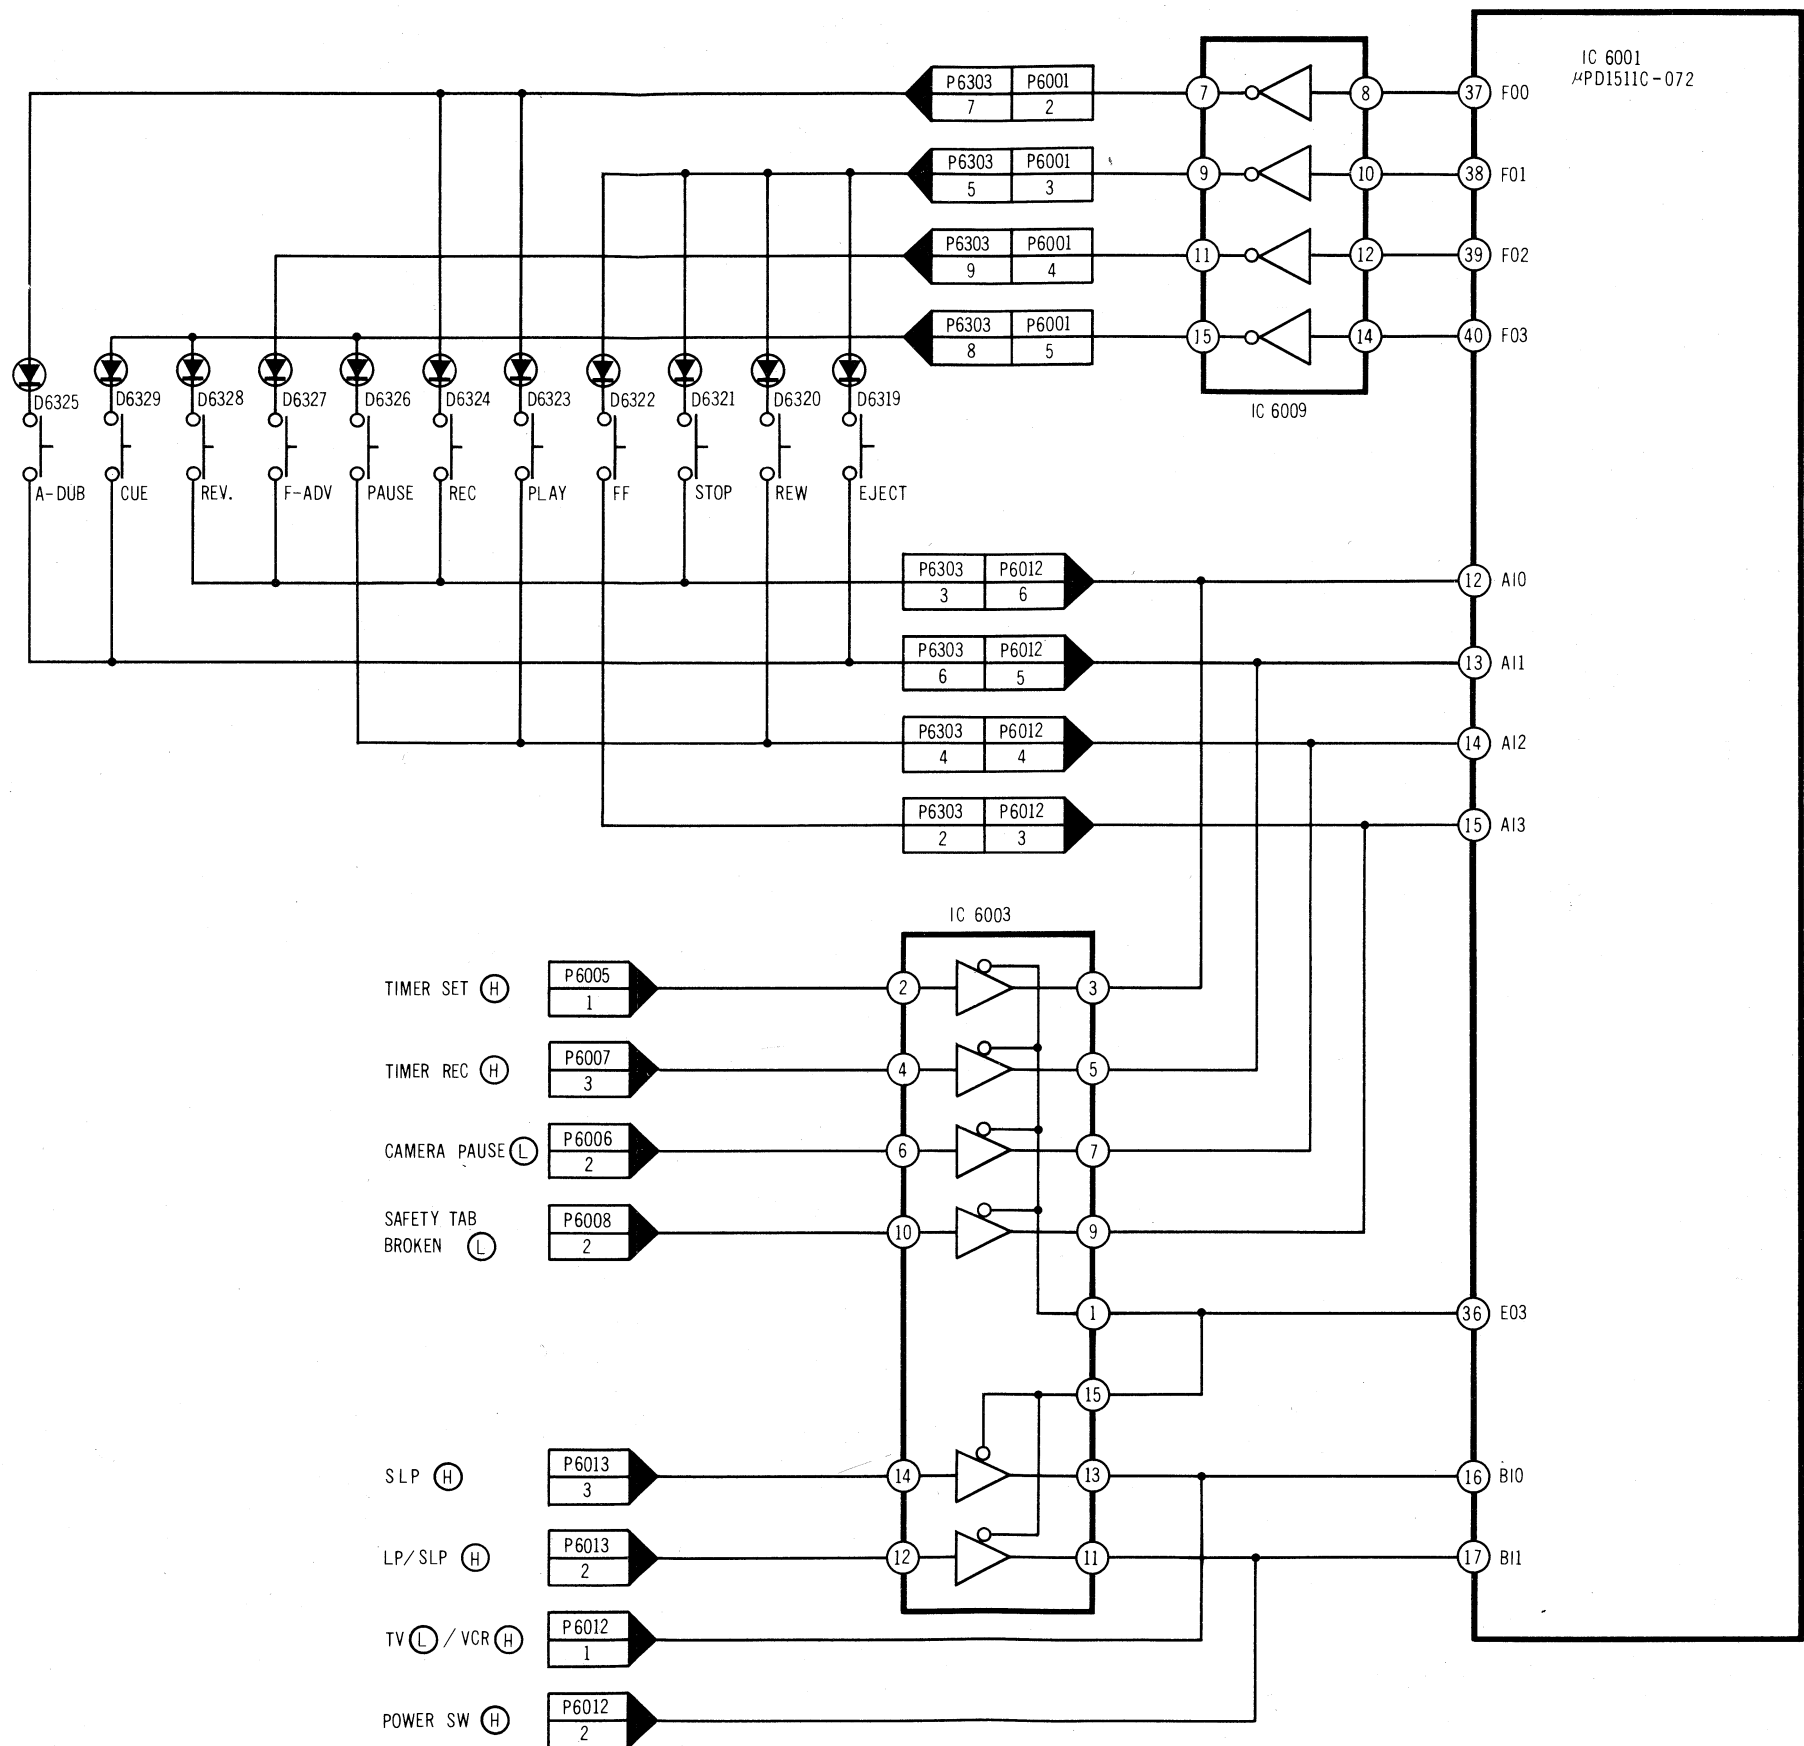 IC 6001
μPD1511C-072
P6303 P6001
7 2
7 8 37 F00
P6303 P6001
5 3
9 10 38 F01
P6303 P6001
9 4
11 12 39 F02
P6303 P6001
8 5
15 14 40 F03
IC 6009
D6325 D6329 D6328 D6327 D6326 D6324 D6323 D6322 D6321 D6320 D6319
A-DUB CUE REV. F-ADV PAUSE REC PLAY FF STOP REW EJECT
P6303 P6012
3 6
12 AI0
P6303 P6012
6 5
13 AI1
P6303 P6012
4 4
14 AI2
P6303 P6012
2 3
15 AI3
IC 6003
TIMER SET H
P6005
1
2 3
TIMER REC H
P6007
3
4 5
CAMERA PAUSE L
P6006
2
6 7
SAFETY TAB
BROKEN L
P6008
2
10 9
1 36 E03
15
SLP H
P6013
3
14 13 16 BI0
LP/SLP H
P6013
2
12 11 17 BI1
TV L / VCR H
P6012
1
POWER SW H
P6012
2